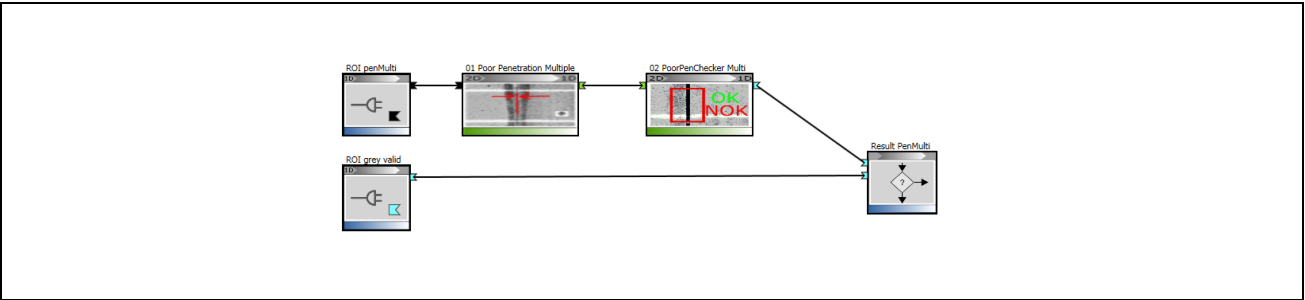 ROI penMulti
1D
01 Poor Penetration Multiple
2D 1D
02 PoorPenChecker Multi
2D 1D
OK
NOK
ROI grey valid
1D
Result PenMulti
?